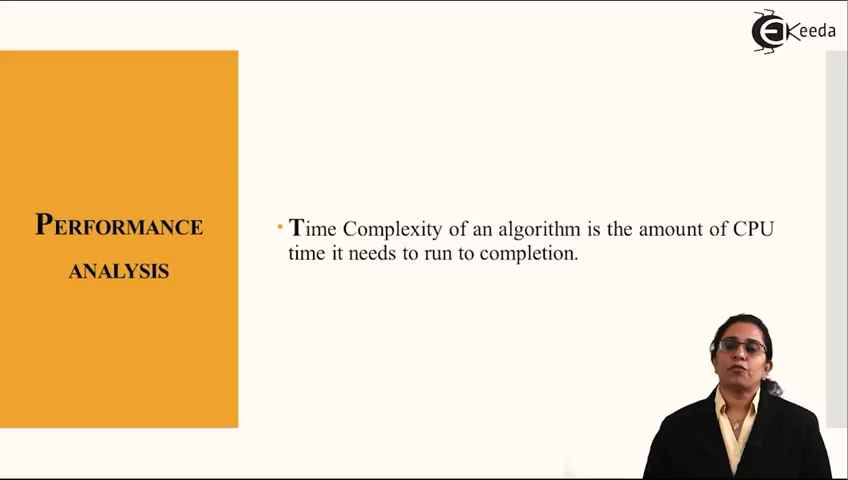 EKeeda
PERFORMANCE
ANALYSIS
• Time Complexity of an algorithm is the amount of CPU
time it needs to run to completion.